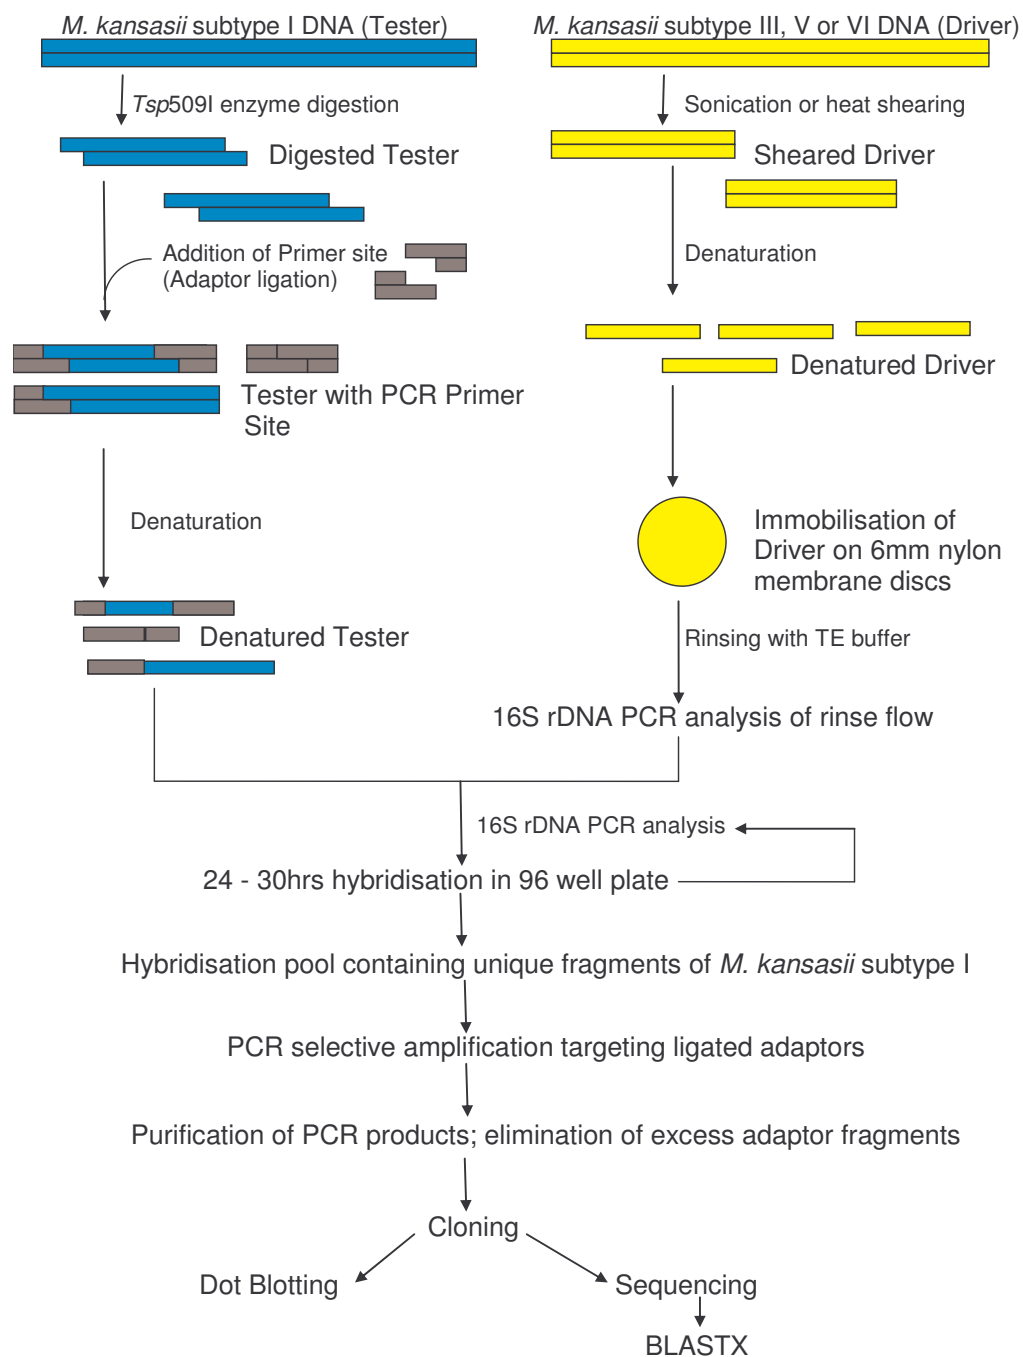 M. kansasii subtype I DNA (Tester)
M. kansasii subtype III, V or VI DNA (Driver)
Tsp509I enzyme digestion
Sonication or heat shearing
Digested Tester
Sheared Driver
Addition of Primer site
(Adaptor ligation)
Denaturation
Denatured Driver
Tester with PCR Primer
Site
Denaturation
Immobilisation of
Driver on 6mm nylon
membrane discs
Denatured Tester
Rinsing with TE buffer
16S rDNA PCR analysis of rinse flow
16S rDNA PCR analysis
24 - 30hrs hybridisation in 96 well plate
Hybridisation pool containing unique fragments of M. kansasii subtype I
PCR selective amplification targeting ligated adaptors
Purification of PCR products; elimination of excess adaptor fragments
Cloning
Dot Blotting
Sequencing
BLASTX